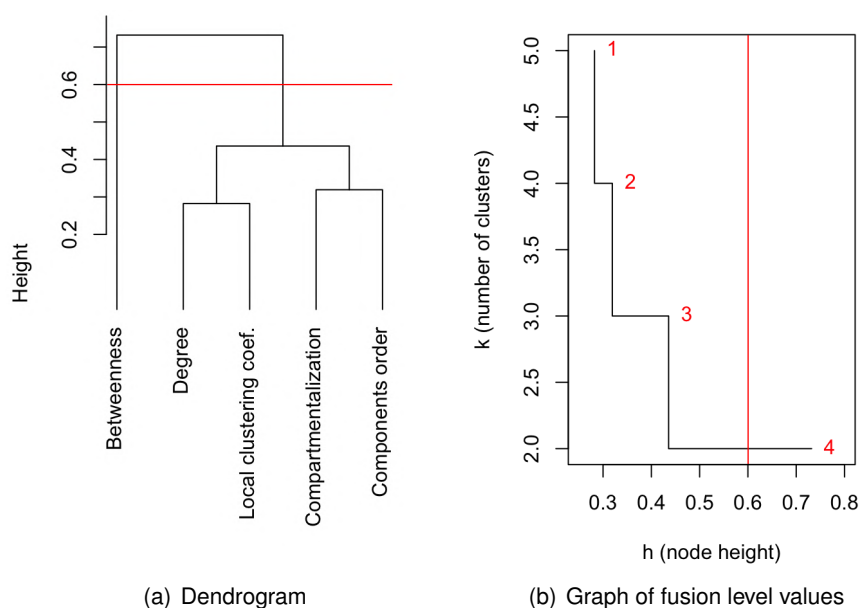 Height
0.2
0.4
0.6
Betweenness
Degree
Local clustering coef.
Compartmentalization
Components order
(a) Dendrogram
k (number of clusters)
2.0
2.5
3.0
3.5
4.0
4.5
5.0
1
2
3
4
0.3 0.4 0.5 0.6 0.7 0.8
h (node height)
(b) Graph of fusion level values